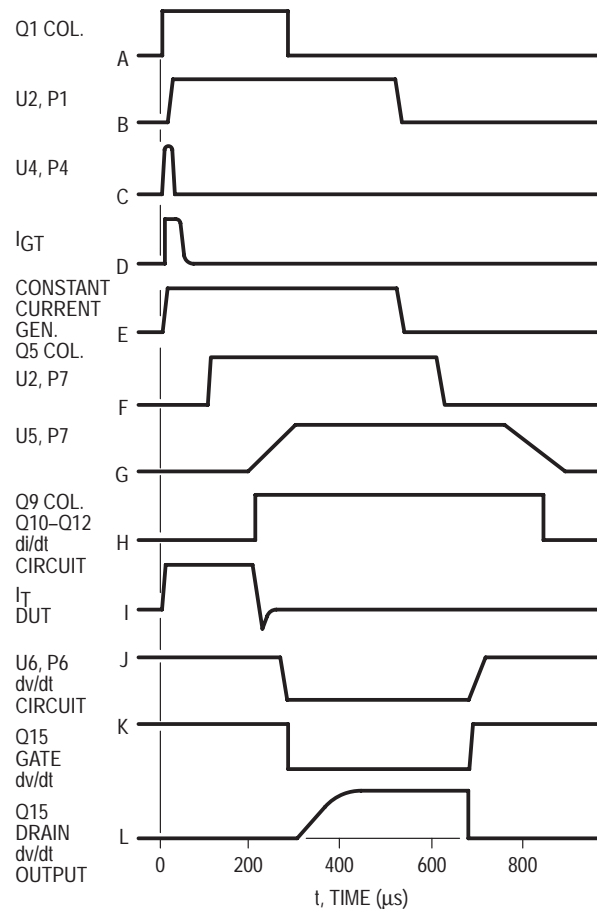 Q1 COL.
A
U2, P1
B
U4, P4
C
IGT
D
CONSTANT
CURRENT
GEN.
E
Q5 COL.
U2, P7
F
U5, P7
G
Q9 COL.
Q10–Q12
di/dt
CIRCUIT
H
IT
DUT
I
J
U6, P6
dv/dt
CIRCUIT
K
Q15
GATE
dv/dt
Q15
DRAIN
dv/dt
OUTPUT
L
0 200 400 600 800
t, TIME (μs)